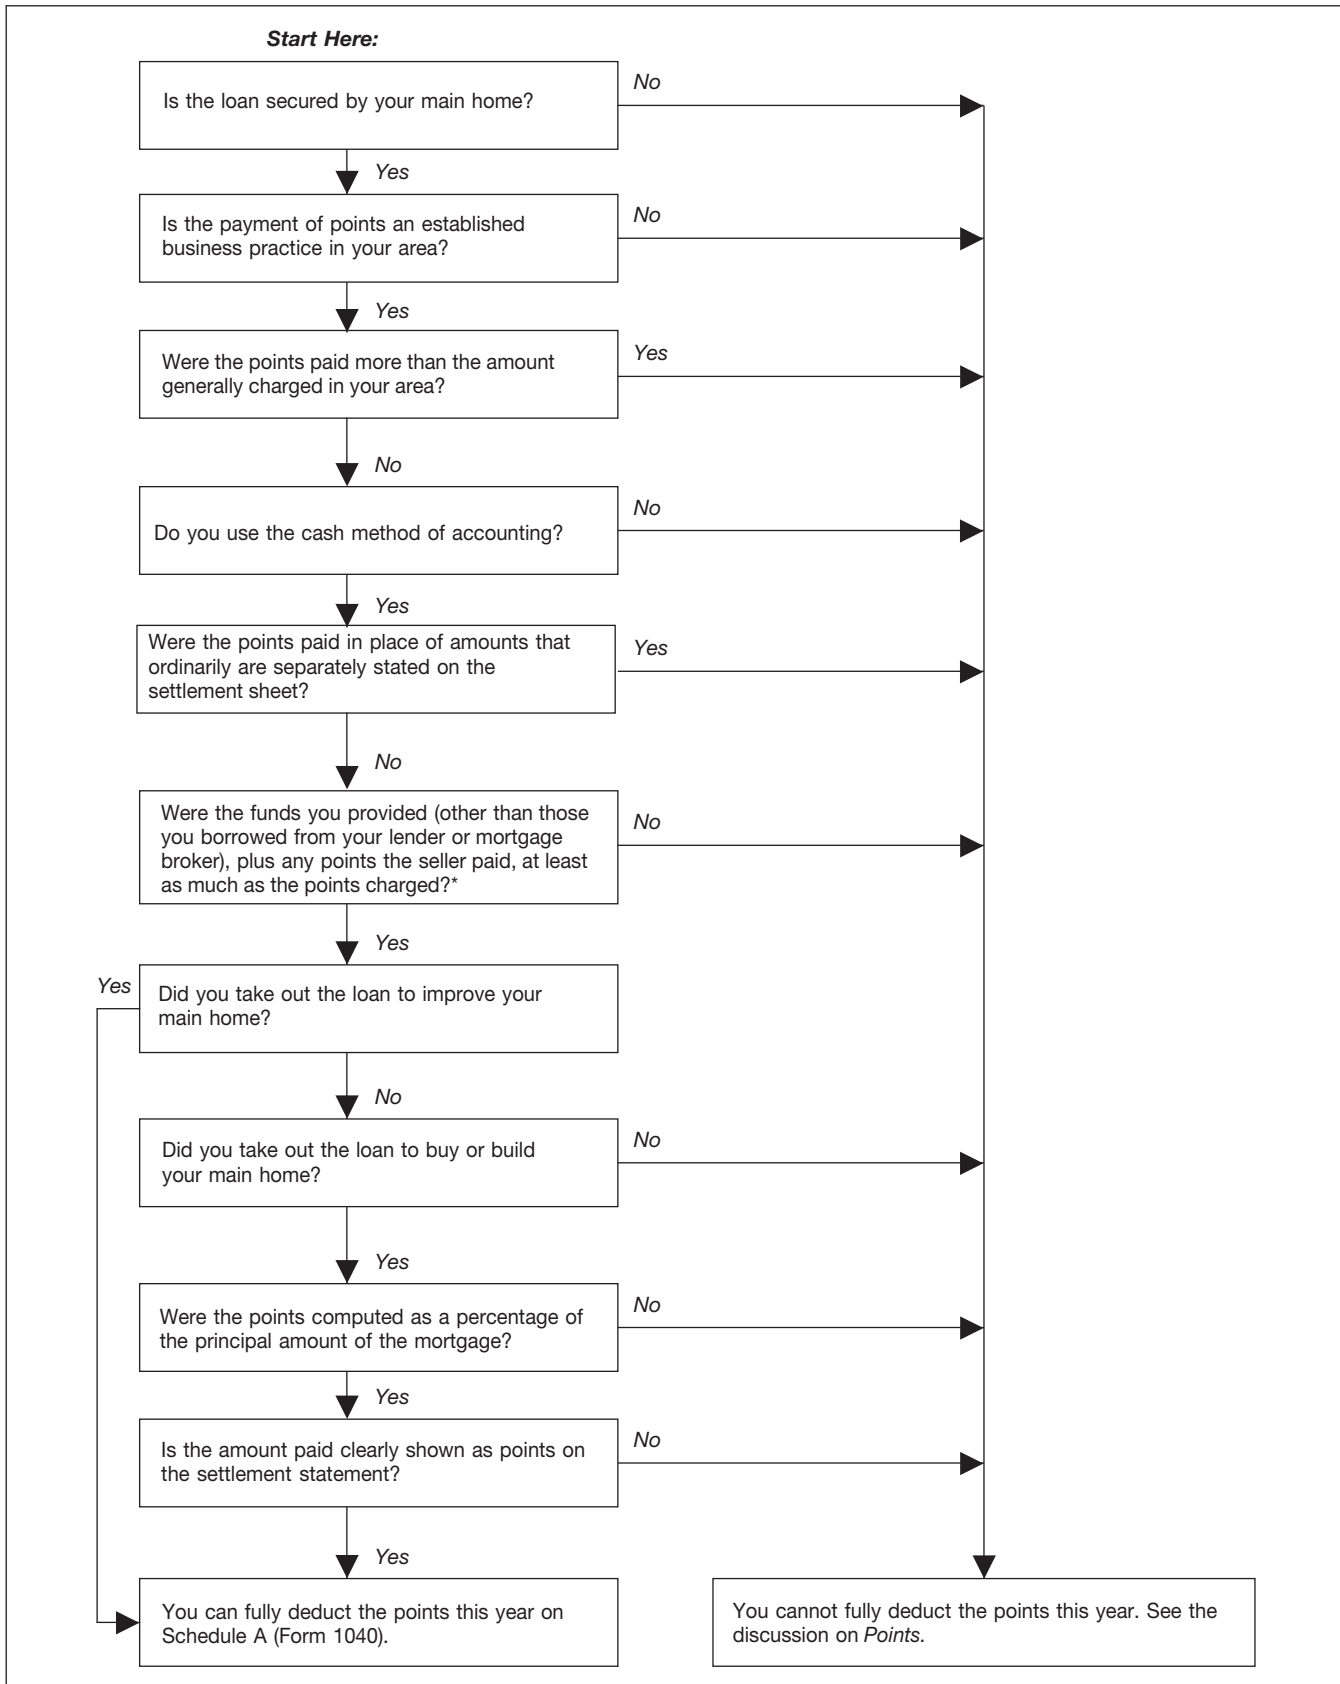 Start Here:
Is the loan secured by your main home?
No
Yes
Is the payment of points an established
business practice in your area?
No
Yes
Were the points paid more than the amount
generally charged in your area?
Yes
No
Do you use the cash method of accounting?
No
Yes
Were the points paid in place of amounts that
ordinarily are separately stated on the
settlement sheet?
Yes
No
Were the funds you provided (other than those
you borrowed from your lender or mortgage
broker), plus any points the seller paid, at least
as much as the points charged?*
No
Yes
Yes
Did you take out the loan to improve your
main home?
No
Did you take out the loan to buy or build
your main home?
No
Yes
Were the points computed as a percentage of
the principal amount of the mortgage?
No
Yes
Is the amount paid clearly shown as points on
the settlement statement?
No
Yes
You can fully deduct the points this year on
Schedule A (Form 1040).
You cannot fully deduct the points this year. See the
discussion on Points.